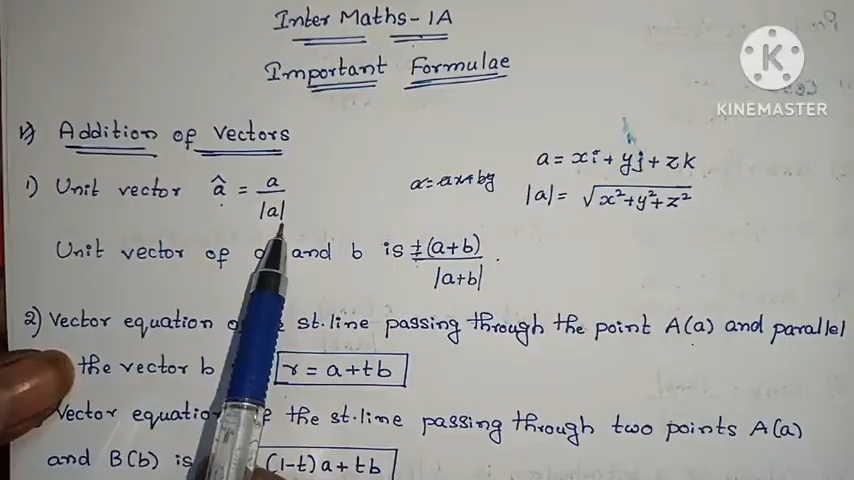 Inter Maths-1A
Important Formulae
K
KINEMASTER
Addition of Vectors
1) Unit vector â = a/|a|
a = xi + yj + zk
|a| = √x²+y²+z²
Unit vector of and b is ±(a+b)/|a+b|.
2) Vector equation st.line passing through the point A(a) and parallel
the vector b r = a+tb
Vector equation the st.line passing through two points A(a)
and B(b) is (1-t)a + tb